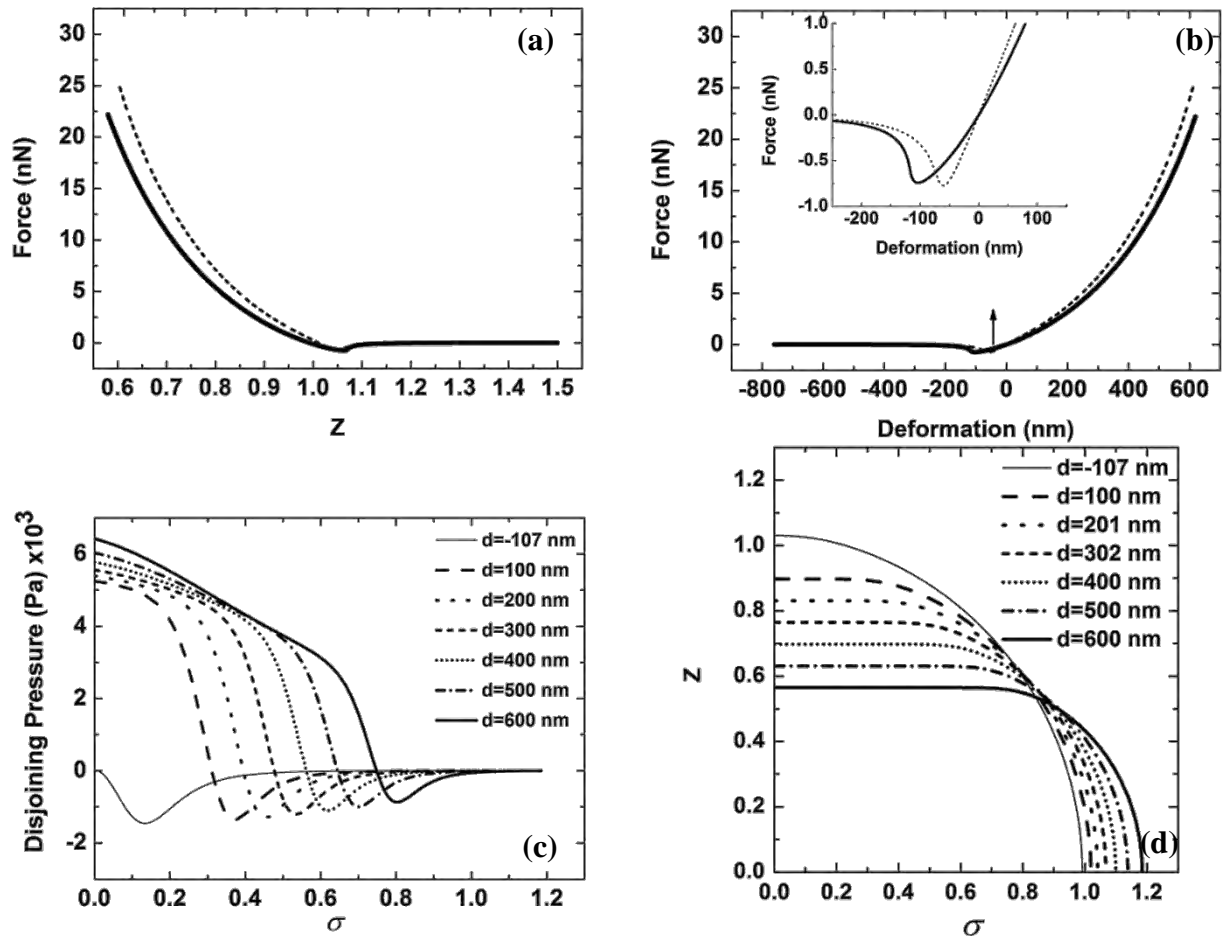 (a)
Force (nN)
30
25
20
15
10
5
0
0.6 0.7 0.8 0.9 1.0 1.1 1.2 1.3 1.4 1.5
z
(b)
Force (nN)
30
25
20
15
10
5
0
-800 -600 -400 -200 0 200 400 600
Deformation (nm)
Force (nN)
1.0
0.5
0.0
-0.5
-1.0
-200 -100 0 100
Deformation (nm)
Disjoining Pressure (Pa) x10³
6
4
2
0
-2
d=-107 nm
d=100 nm
d=200 nm
d=300 nm
d=400 nm
d=500 nm
d=600 nm
(c)
0.0 0.2 0.4 0.6 0.8 1.0 1.2
σ
z
1.2
1.0
0.8
0.6
0.4
0.2
0.0
d=-107 nm
d=100 nm
d=201 nm
d=302 nm
d=400 nm
d=500 nm
d=600 nm
(d)
0.0 0.2 0.4 0.6 0.8 1.0 1.2
σ